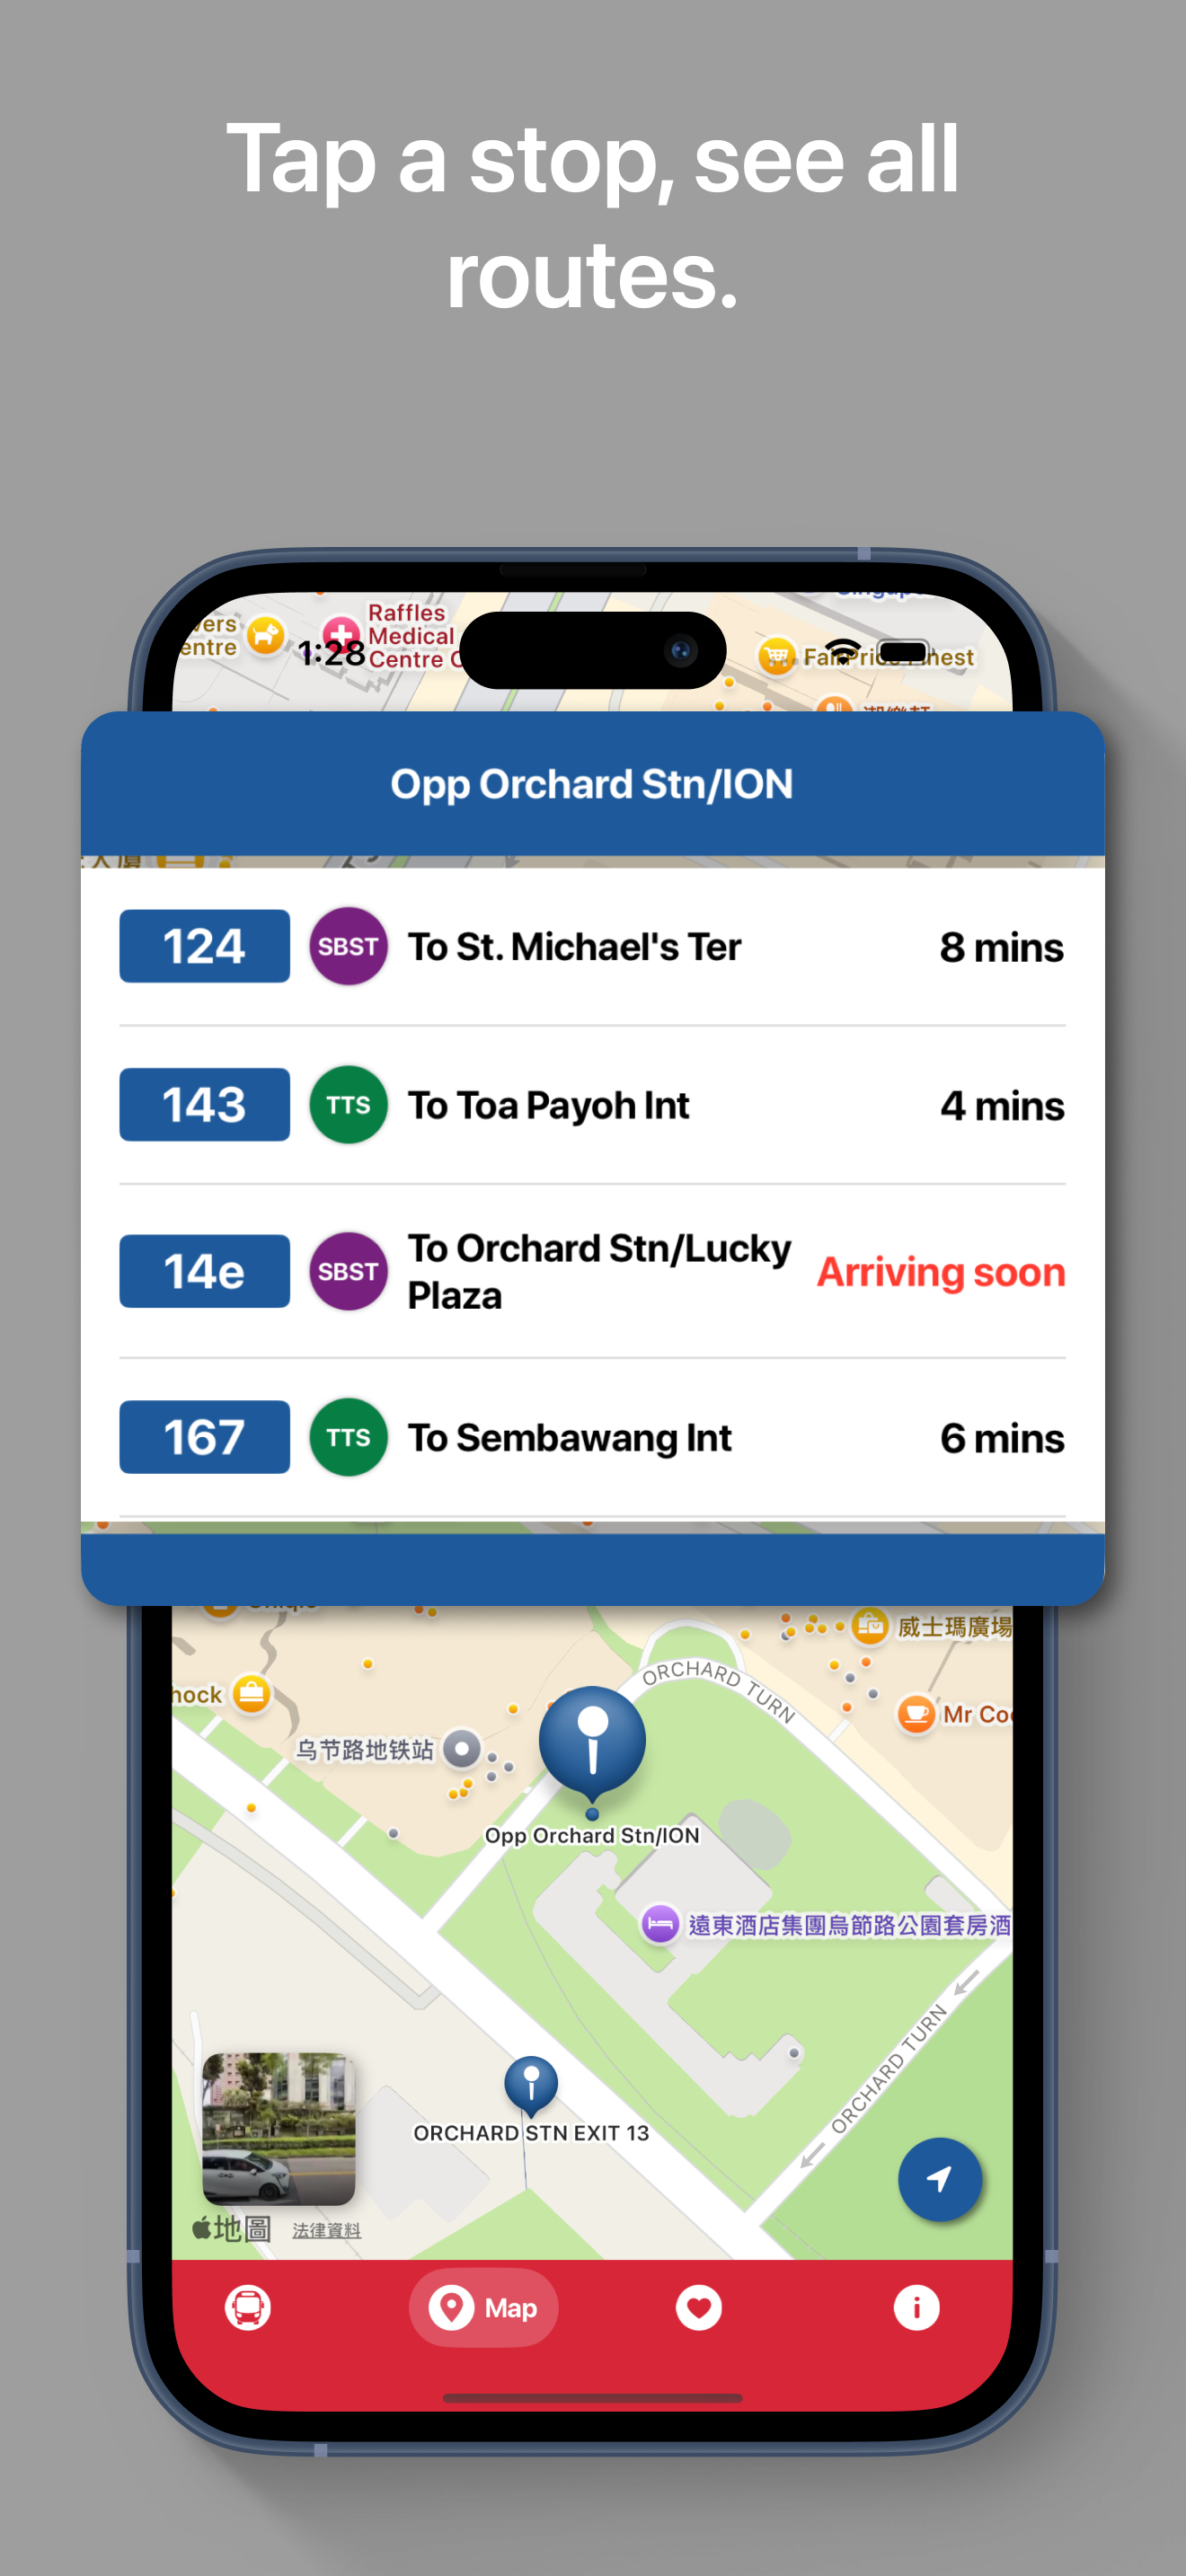 Tap a stop, see all
routes.
Raffles
Medical
Centre
1:28
Opp Orchard Stn/ION
124 SBST To St. Michael's Ter 8 mins
143 TTS To Toa Payoh Int 4 mins
14e SBST To Orchard Stn/Lucky
Plaza
Arriving soon
167 TTS To Sembawang Int 6 mins
威士瑪廣場
ORCHARD TURN
hock
Mr Co
乌节路地铁站
Opp Orchard Stn/ION
遠東酒店集團烏節路公園套房酒
ORCHARD TURN
ORCHARD STN EXIT 13
地圖 法律資料
Map